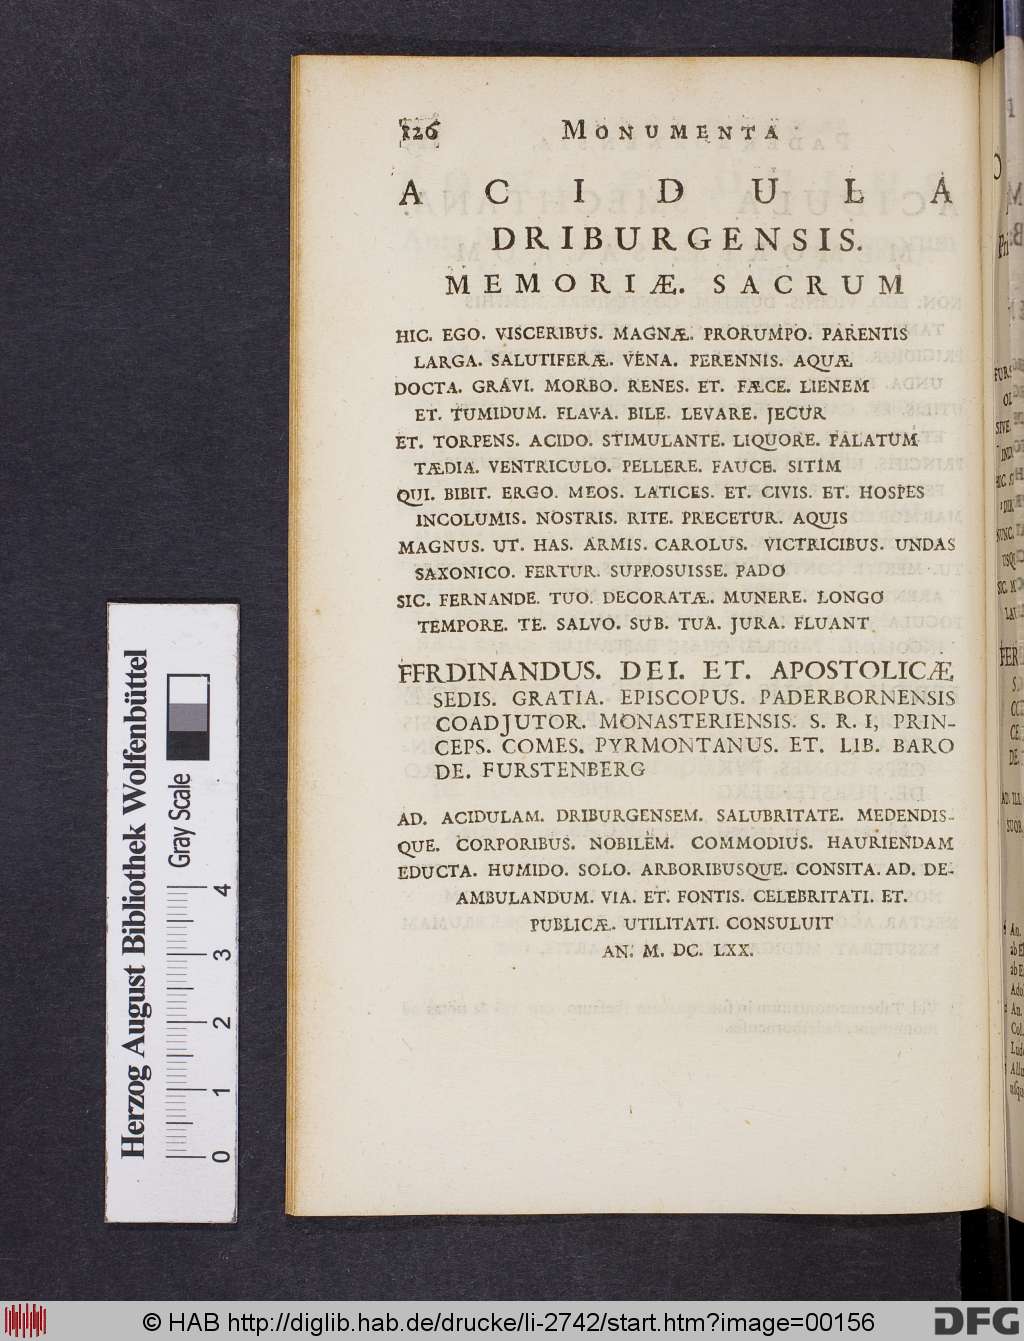 126 MONUMENTA
ACIDULA
DRIBURGENSIS.
MEMORIÆ. SACRUM
HIC. EGO. VISCERIBUS. MAGNÆ. PRORUMPO. PARENTIS
LARGA. SALUTIFERÆ. VENA. PERENNIS. AQUÆ
DOCTA. GRAVI. MORBO. RENES. ET. FÆCE. LIENEM
ET. TUMIDUM. FLAVA. BILE. LEVARE. JECUR
ET. TORPENS. ACIDO. STIMULANTE. LIQUORE. PALATUM
TÆDIA. VENTRICULO. PELLERE. FAUCE. SITIM
QUI. BIBIT. ERGO. MEOS. LATICES. ET. CIVIS. ET. HOSPES
INCOLUMIS. NOSTRIS. RITE. PRECETUR. AQUIS
MAGNUS. UT. HAS. ARMIS. CAROLUS. VICTRICIBUS. UNDAS
SAXONICO. FERTUR. SUPPOSUISSE. PADO
SIC. FERNANDE. TUO. DECORATÆ. MUNERE. LONGO
TEMPORE. TE. SALVO. SUB. TUA. JURA. FLUANT
FFRDINANDUS. DEI. ET. APOSTOLICÆ
SEDIS. GRATIA. EPISCOPUS. PADERBORNENSIS
COADJUTOR. MONASTERIENSIS. S. R. I, PRIN-
CEPS. COMES. PYRMONTANUS. ET. LIB. BARO
DE. FURSTENBERG
AD. ACIDULAM. DRIBURGENSEM. SALUBRITATE. MEDENDIS-
QUE. CORPORIBUS. NOBILEM. COMMODIUS. HAURIENDAM
EDUCTA. HUMIDO. SOLO. ARBORIBUSQUE. CONSITA. AD. DE-
AMBULANDUM. VIA. ET. FONTIS. CELEBRITATI. ET.
PUBLICÆ. UTILITATI. CONSULUIT
AN. M. DC. LXX.
Herzog August Bibliothek Wolfenbüttel
Gray Scale
0 1 2 3 4
© HAB http://diglib.hab.de/drucke/li-2742/start.htm?image=00156
DFG